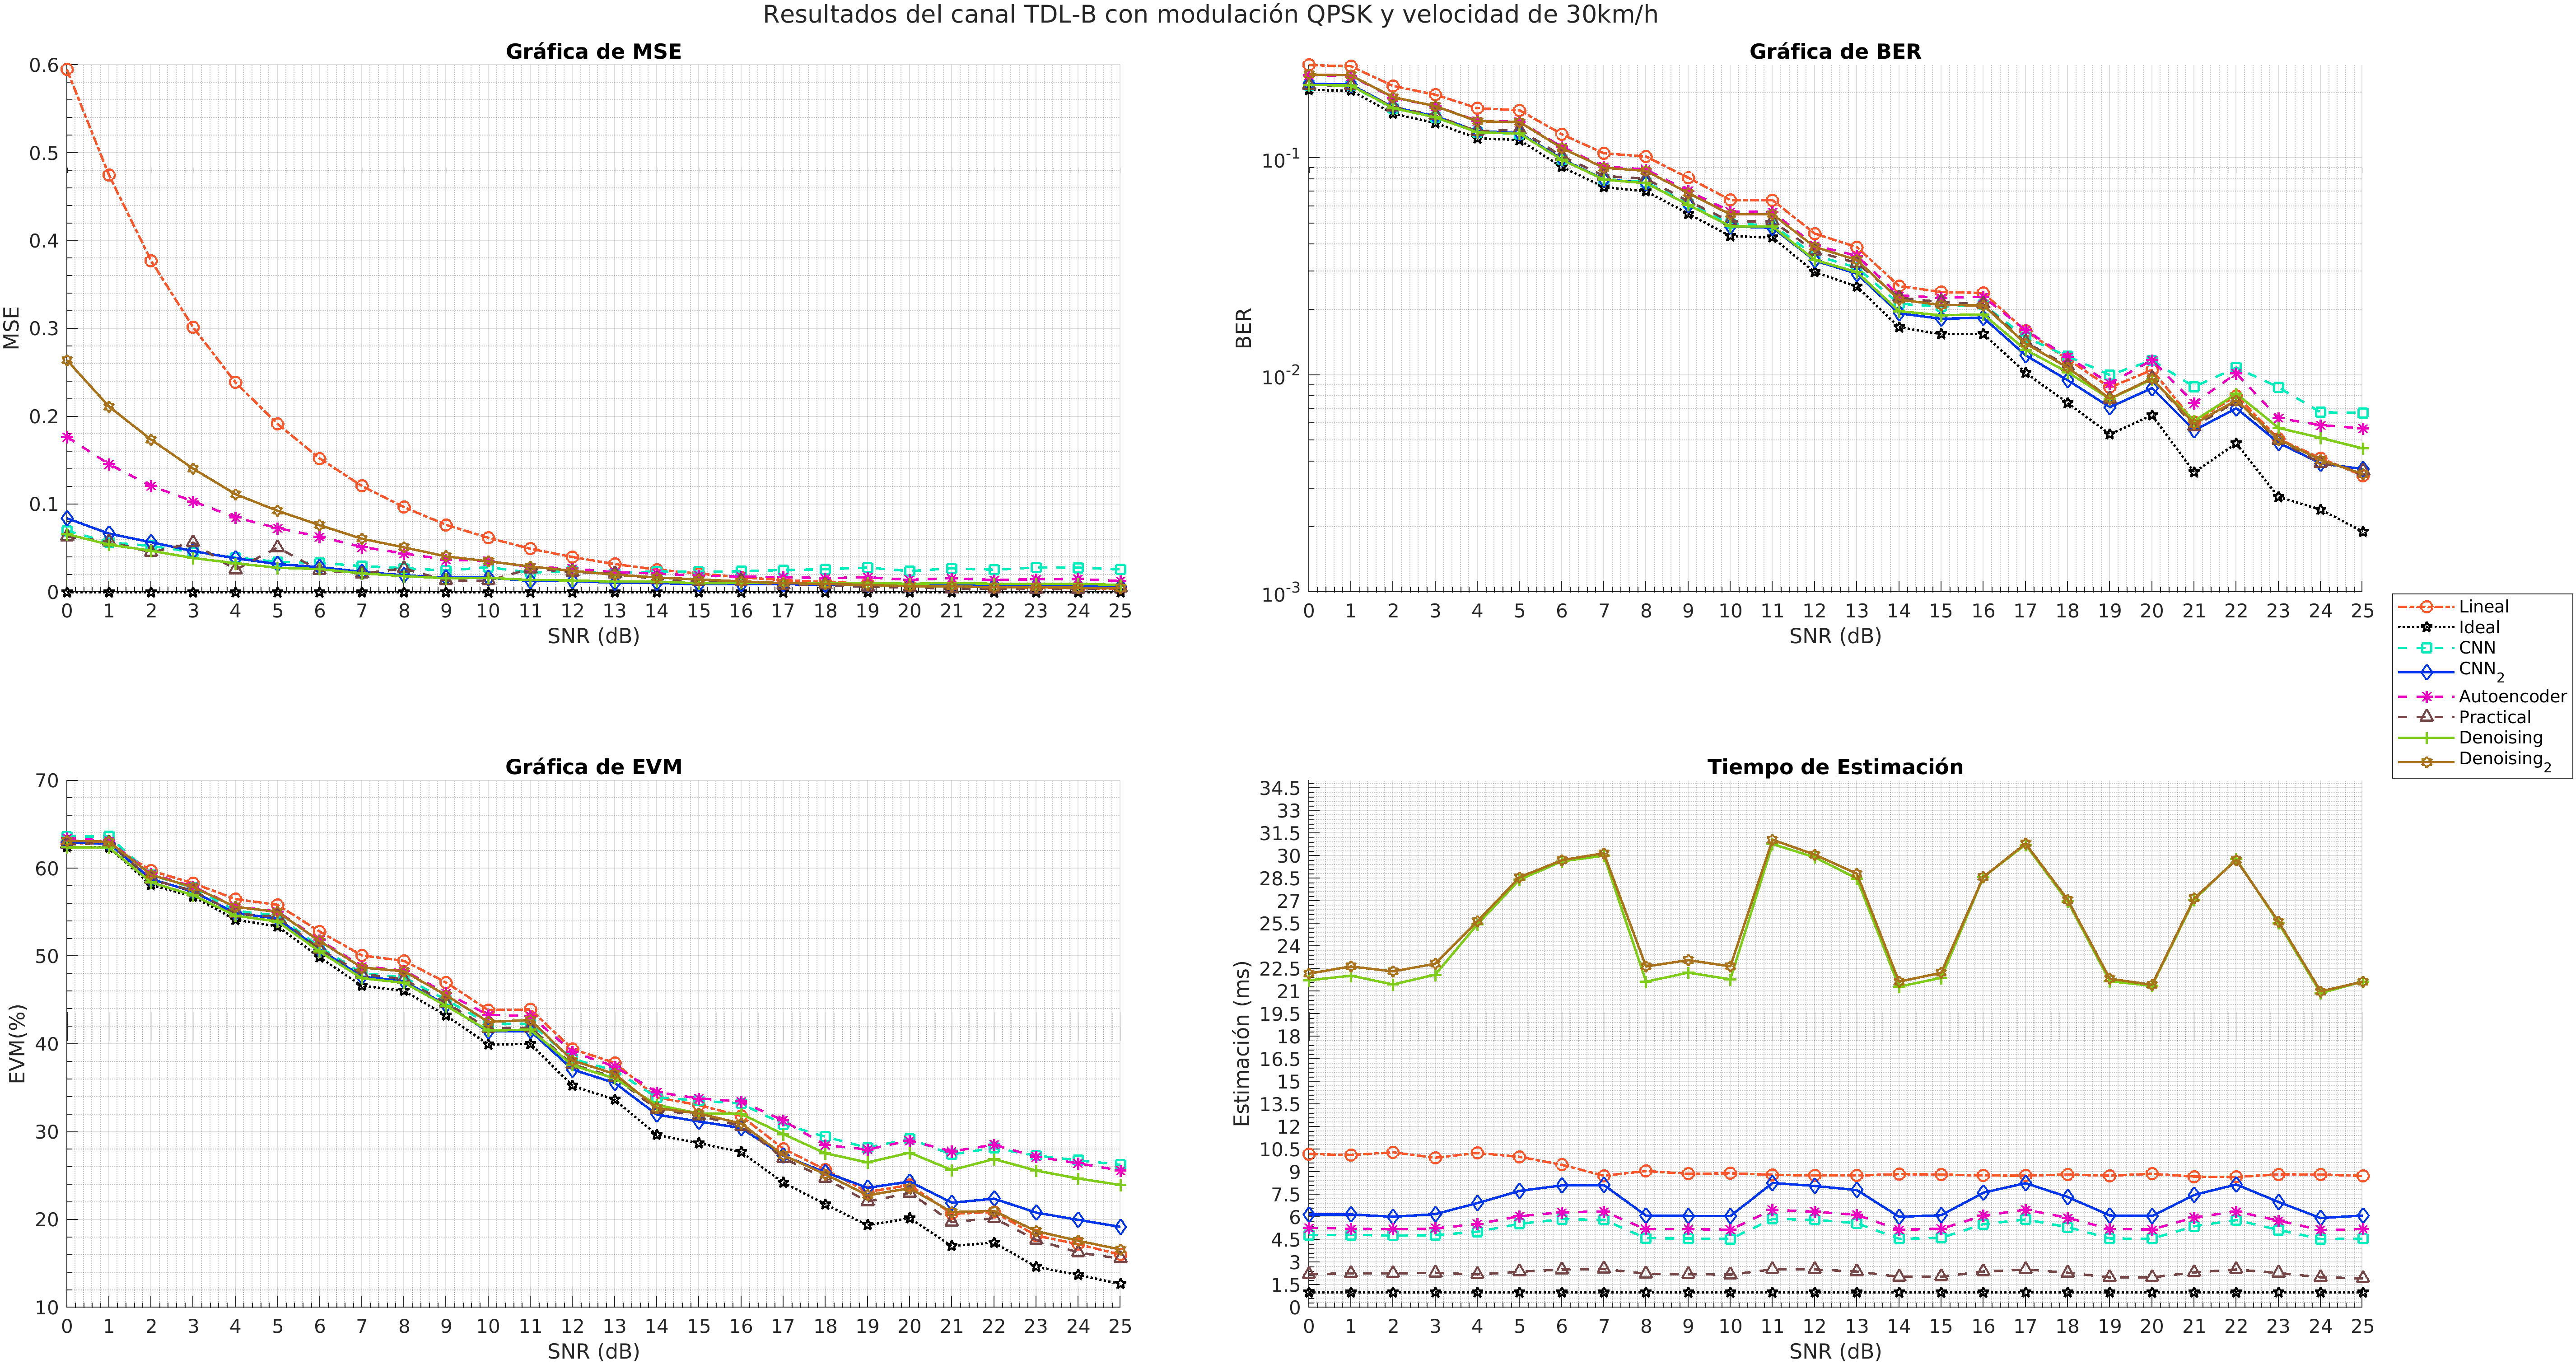 Resultados del canal TDL-B con modulación QPSK y velocidad de 30km/h
Gráfica de MSE
0.6
0.5
0.4
0.3
0.2
0.1
0
MSE
0 1 2 3 4 5 6 7 8 9 10 11 12 13 14 15 16 17 18 19 20 21 22 23 24 25
SNR (dB)
Gráfica de BER
10-1
10-2
10-3
BER
0 1 2 3 4 5 6 7 8 9 10 11 12 13 14 15 16 17 18 19 20 21 22 23 24 25
SNR (dB)
Lineal
Ideal
CNN
CNN2
Autoencoder
Practical
Denoising
Denoising2
Gráfica de EVM
70
60
50
40
30
20
10
EVM(%)
0 1 2 3 4 5 6 7 8 9 10 11 12 13 14 15 16 17 18 19 20 21 22 23 24 25
SNR (dB)
Tiempo de Estimación
34.5
33
31.5
30
28.5
27
25.5
24
22.5
21
19.5
18
16.5
15
13.5
12
10.5
9
7.5
6
4.5
3
1.5
0
Estimación (ms)
0 1 2 3 4 5 6 7 8 9 10 11 12 13 14 15 16 17 18 19 20 21 22 23 24 25
SNR (dB)